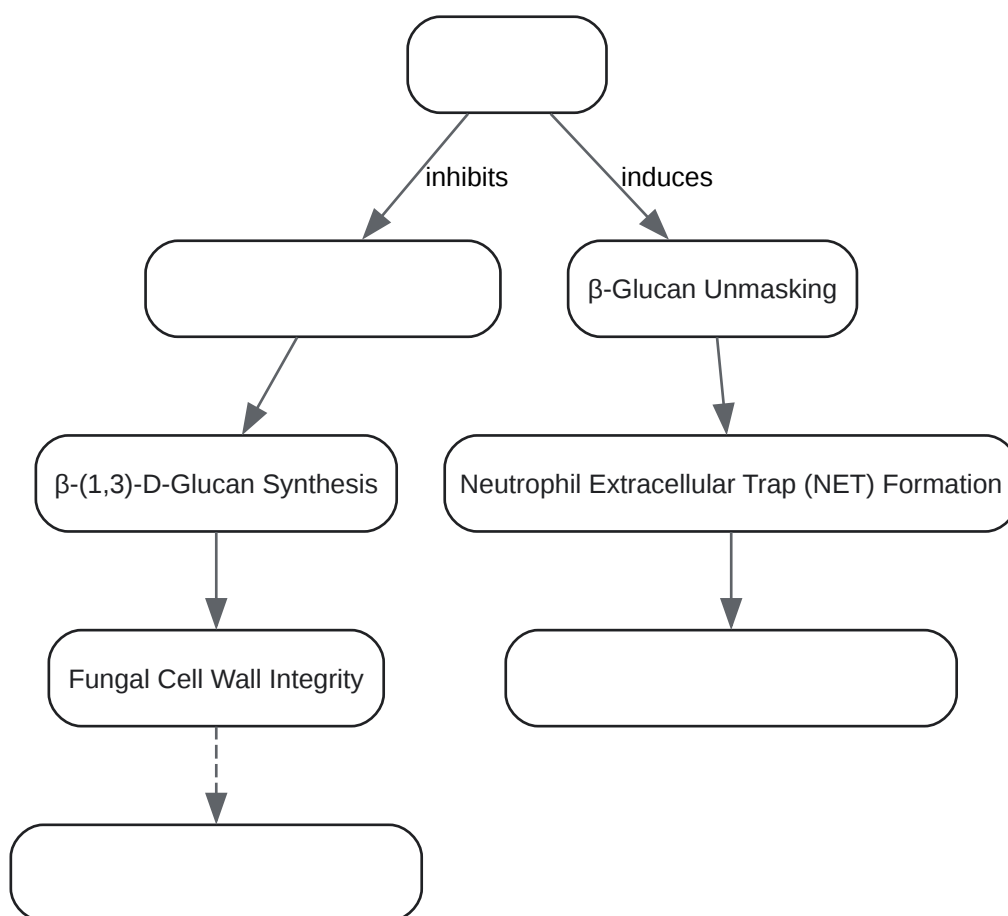 inhibits
induces
β-Glucan Unmasking
β-(1,3)-D-Glucan Synthesis
Neutrophil Extracellular Trap (NET) Formation
Fungal Cell Wall Integrity